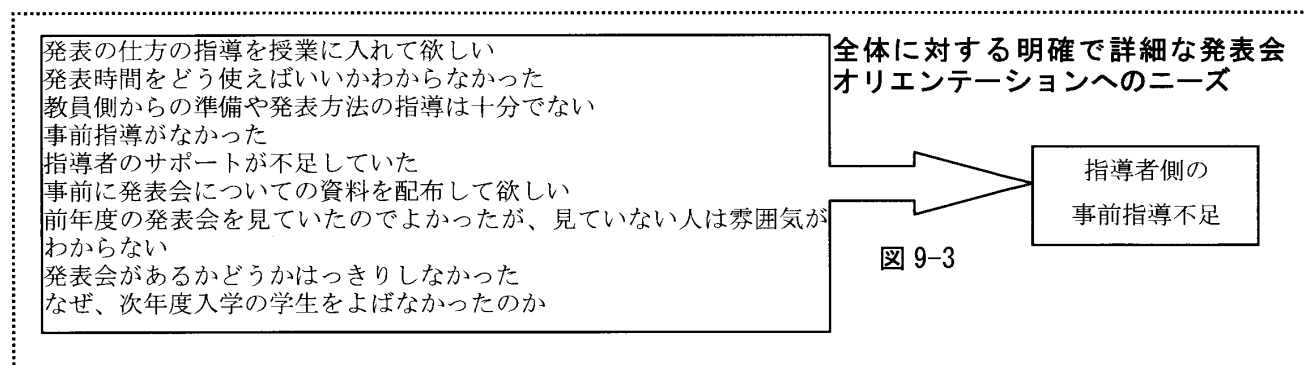 発表の仕方の指導を授業に入れて欲しい
発表時間をどう使えばいいかわからなかった
教員側からの準備や発表方法の指導は十分でない
事前指導がなかった
指導者のサポートが不足していた
事前に発表会についての資料を配布して欲しい
前年度の発表会を見ていたのでよかったが、見ていない人は雰囲気が
わからない
発表会があるかどうかはっきりしなかった
なぜ、次年度入学の学生をよばなかったのか
全体に対する明確で詳細な発表会
オリエンテーションへのニーズ
指導者側の
事前指導不足
図 9-3